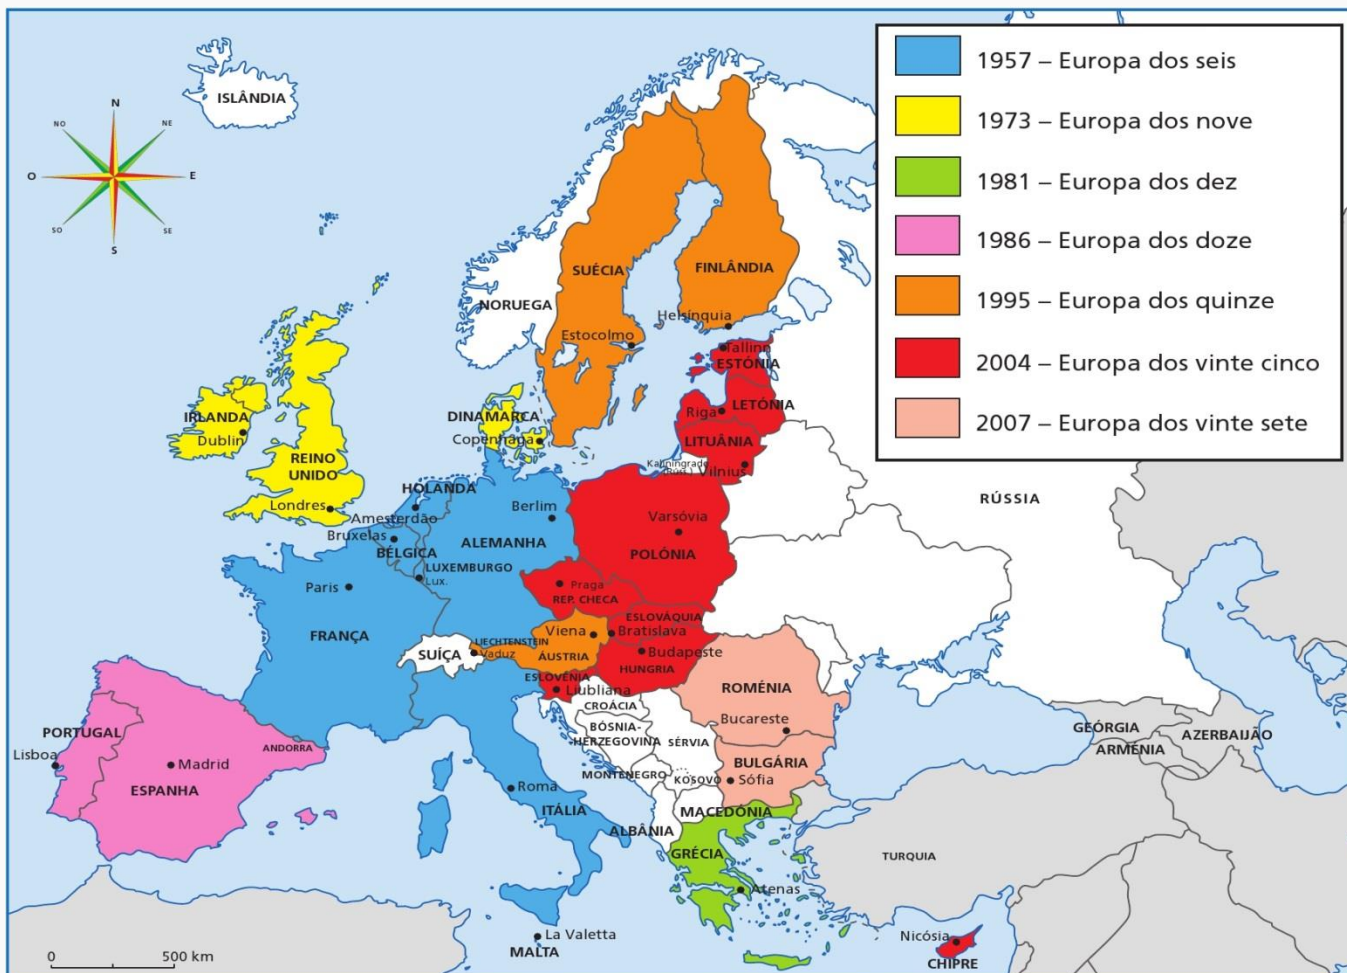 1957 – Europa dos seis
1973 – Europa dos nove
1981 – Europa dos dez
1986 – Europa dos doze
1995 – Europa dos quinze
2004 – Europa dos vinte cinco
2007 – Europa dos vinte sete
ISLÂNDIA
N
NO
NE
O
E
SO
SE
S
SUÉCIA
FINLÂNDIA
NORUEGA
Helsínquia
Estocolmo
Tallinn
ESTÓNIA
LETÓNIA
Riga
LITUÂNIA
Kaliningrado
(Rúss.)
Vilnius
IRLANDA
Dublin
REINO
UNIDO
Londres
DINAMARCA
Copenhaga
HOLANDA
Amesterdão
Bruxelas
BÉLGICA
Berlim
ALEMANHA
LUXEMBURGO
Lux.
Varsóvia
POLÓNIA
RÚSSIA
Paris
FRANÇA
Praga
REP. CHECA
ESLOVÁQUIA
Viena
Bratislava
LIECHTENSTEIN
Vaduz
ÁUSTRIA
Budapeste
HUNGRIA
SUÍÇA
ESLOVÉNIA
Liubliana
CROÁCIA
BÓSNIA-
HERZEGOVINA
SÉRVIA
MONTENEGRO
KOSOVO
ROMÉNIA
Bucareste
BULGÁRIA
Sófia
MACEDÓNIA
ALBÂNIA
GRÉCIA
Atenas
PORTUGAL
Lisboa
ANDORRA
Madrid
ESPANHA
Roma
ITÁLIA
GEÓRGIA
AZERBAIJÃO
ARMÉNIA
TURQUIA
La Valetta
MALTA
Nicósia
CHIPRE
0
500 km